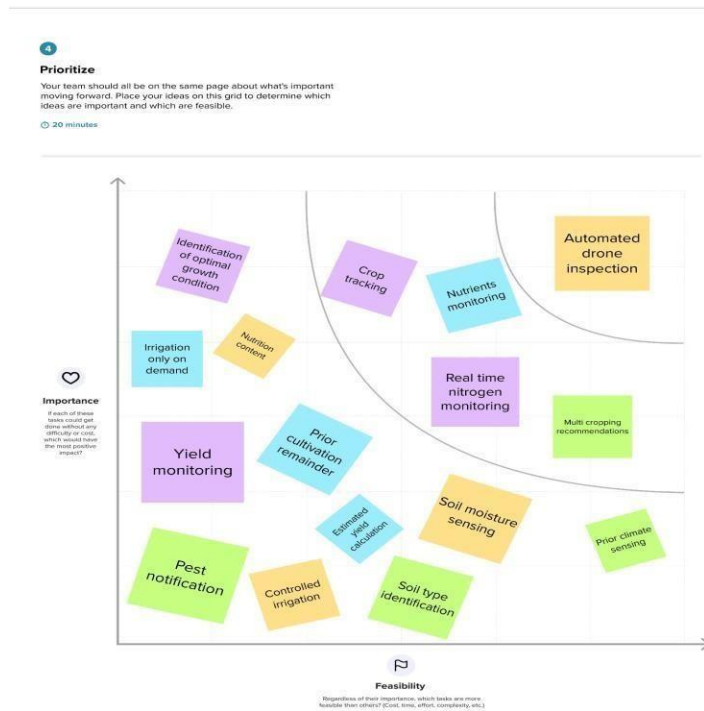 4
Prioritize
Your team should all be on the same page about what's important
moving forward. Place your ideas on this grid to determine which
ideas are important and which are feasible.
20 minutes
Identification
of optimal
growth
condition
Crop
tracking
Nutrients
monitoring
Automated
drone
inspection
Irrigation
only on
demand
Nutrition
content
Real time
nitrogen
monitoring
Multi cropping
recommendations
Importance
If each of these
tasks could get
done without any
difficulty or cost,
which would have
the most positive
impact?
Yield
monitoring
Prior
cultivation
remainder
Estimated
yield
calculation
Soil moisture
sensing
Prior climate
sensing
Pest
notification
Controlled
irrigation
Soil type
identification
Feasibility
Regardless of their importance, which tasks are more
feasible than others? (Cost, time, effort, complexity, etc.)